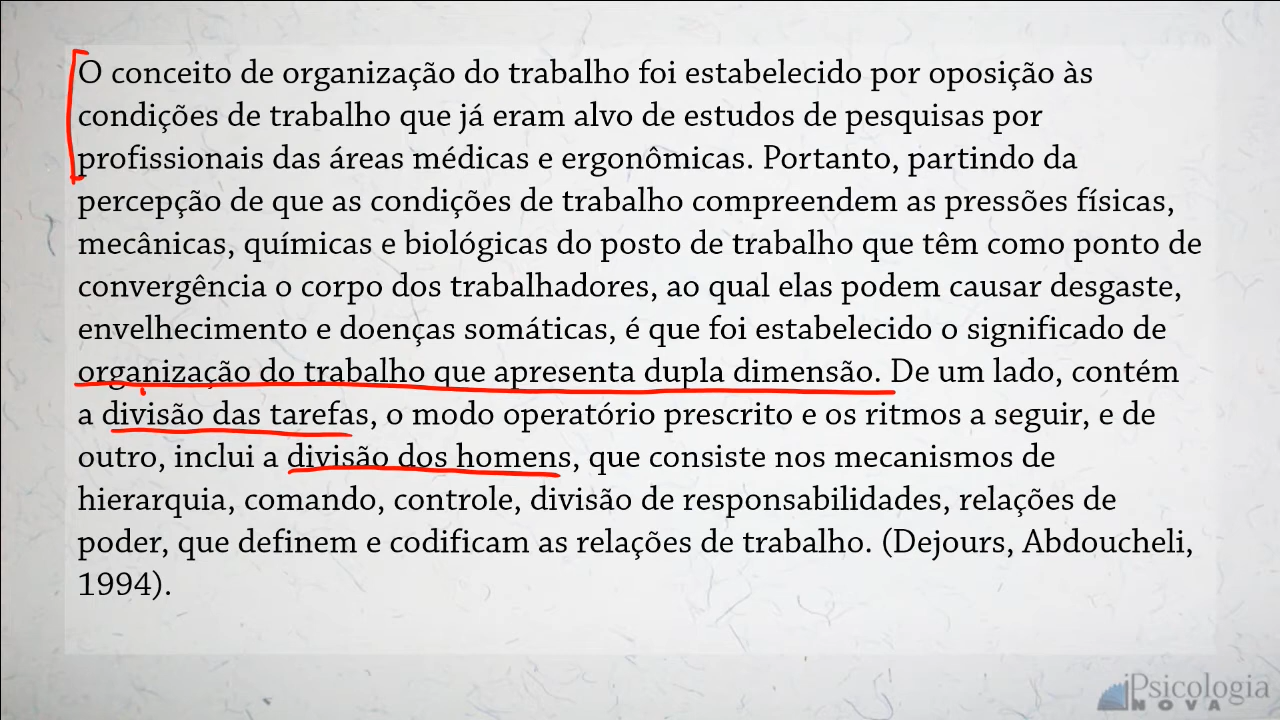 O conceito de organização do trabalho foi estabelecido por oposição às
condições de trabalho que já eram alvo de estudos de pesquisas por
profissionais das áreas médicas e ergonômicas. Portanto, partindo da
percepção de que as condições de trabalho compreendem as pressões físicas,
mecânicas, químicas e biológicas do posto de trabalho que têm como ponto de
convergência o corpo dos trabalhadores, ao qual elas podem causar desgaste,
envelhecimento e doenças somáticas, é que foi estabelecido o significado de
organização do trabalho que apresenta dupla dimensão. De um lado, contém
a divisão das tarefas, o modo operatório prescrito e os ritmos a seguir, e de
outro, inclui a divisão dos homens, que consiste nos mecanismos de
hierarquia, comando, controle, divisão de responsabilidades, relações de
poder, que definem e codificam as relações de trabalho. (Dejours, Abdoucheli,
1994).
Psicologia
NOVA